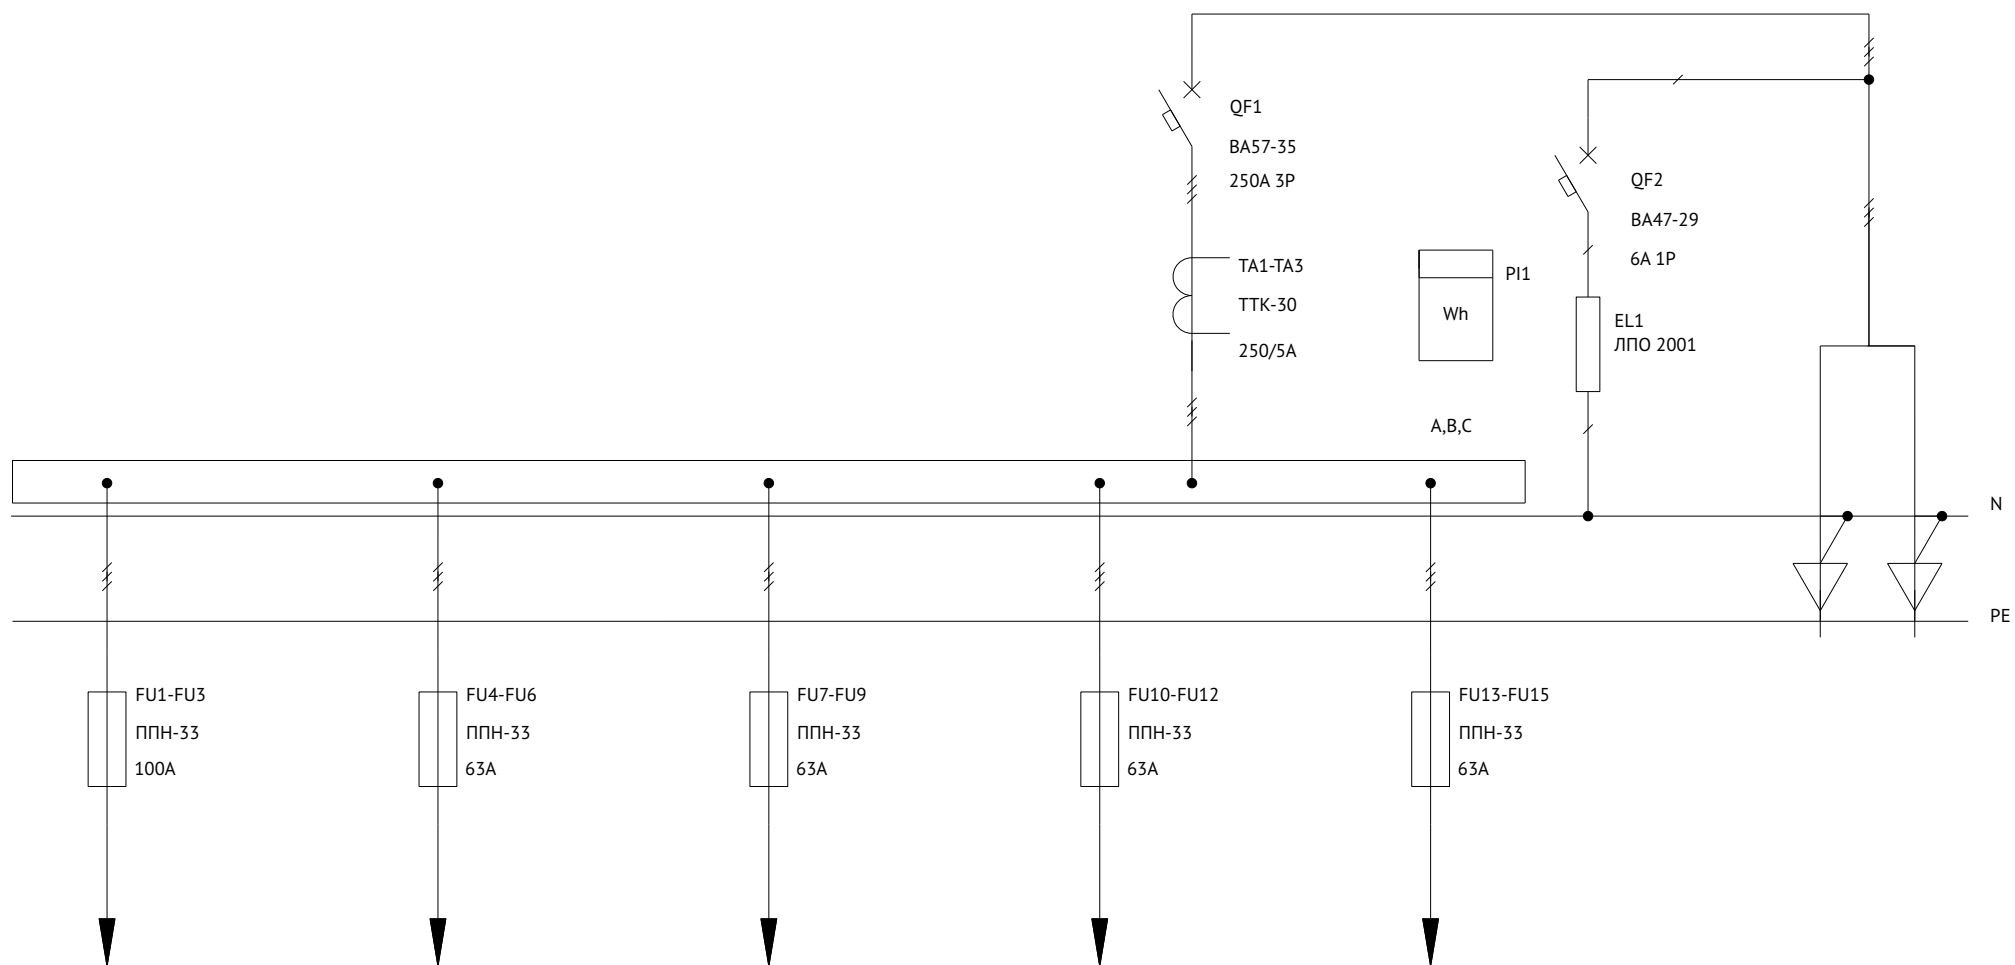 QF1
ВА57-35
250А 3Р
QF2
ВА47-29
6А 1Р
TA1-TA3
ТТК-30
250/5А
PI1
Wh
EL1
ЛПО 2001
A,B,C
N
PE
FU1-FU3
ППН-33
100А
FU4-FU6
ППН-33
63А
FU7-FU9
ППН-33
63А
FU10-FU12
ППН-33
63А
FU13-FU15
ППН-33
63А